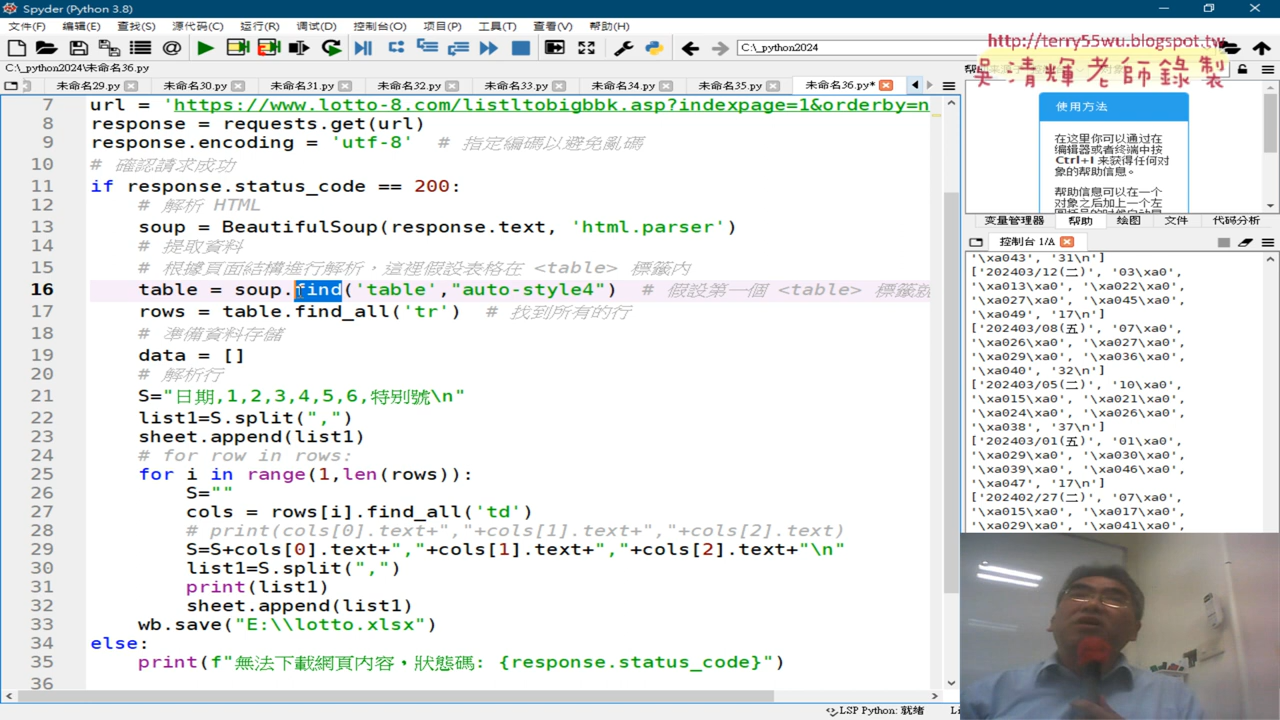 Spyder (Python 3.8)
文件(F) 编辑(E) 查找(S) 源代码(C) 运行(R) 调试(D) 控制台(O) 项目(P) 工具(T) 查看(V) 帮助(H)
C:\_python2024
http://terry55wu.blogspot.tw
吳清輝老師錄製
C:\_python2024\未命名36.py
未命名29.py 未命名30.py 未命名31.py 未命名32.py 未命名33.py 未命名34.py 未命名35.py 未命名36.py*
7 url = 'https://www.lotto-8.com/listltobigbbk.asp?indexpage=1&orderby=n
8 response = requests.get(url)
9 response.encoding = 'utf-8'  # 指定編碼以避免亂碼
10 # 確認請求成功
11 if response.status_code == 200:
12 # 解析 HTML
13 soup = BeautifulSoup(response.text, 'html.parser')
14 # 提取資料
15 # 根據頁面結構進行解析，這裡假設表格在 <table> 標籤內
16 table = soup.find('table',"auto-style4")  # 假設第一個 <table> 標籤就
17 rows = table.find_all('tr')  # 找到所有的行
18 # 準備資料存儲
19 data = []
20 # 解析行
21 S="日期,1,2,3,4,5,6,特別號\n"
22 list1=S.split(",")
23 sheet.append(list1)
24 # for row in rows:
25 for i in range(1,len(rows)):
26 S=""
27 cols = rows[i].find_all('td')
28 # print(cols[0].text+","+cols[1].text+","+cols[2].text)
29 S=S+cols[0].text+","+cols[1].text+","+cols[2].text+"\n"
30 list1=S.split(",")
31 print(list1)
32 sheet.append(list1)
33 wb.save("E:\\lotto.xlsx")
34 else:
35 print(f"無法下載網頁內容，狀態碼: {response.status_code}")
36
使用方法
在这里你可以通过在
编辑器或者终端中按
Ctrl+I 来获得任何对
象的帮助信息。
帮助信息可以在一个
对象之后加上一个左
变量管理器 帮助 绘图 文件 代码分析
控制台 1/A
'\xa043', '31\n']
['202403/12(二)', '03\xa0',
'\xa013\xa0', '\xa022\xa0',
'\xa027\xa0', '\xa045\xa0',
'\xa049', '17\n']
['202403/08(五)', '07\xa0',
'\xa026\xa0', '\xa027\xa0',
'\xa029\xa0', '\xa036\xa0',
'\xa040', '32\n']
['202403/05(二)', '10\xa0',
'\xa015\xa0', '\xa021\xa0',
'\xa024\xa0', '\xa026\xa0',
'\xa038', '37\n']
['202403/01(五)', '01\xa0',
'\xa029\xa0', '\xa030\xa0',
'\xa039\xa0', '\xa046\xa0',
'\xa047', '17\n']
['202402/27(二)', '07\xa0',
'\xa015\xa0', '\xa017\xa0',
'\xa029\xa0', '\xa041\xa0',
LSP Python: 就绪